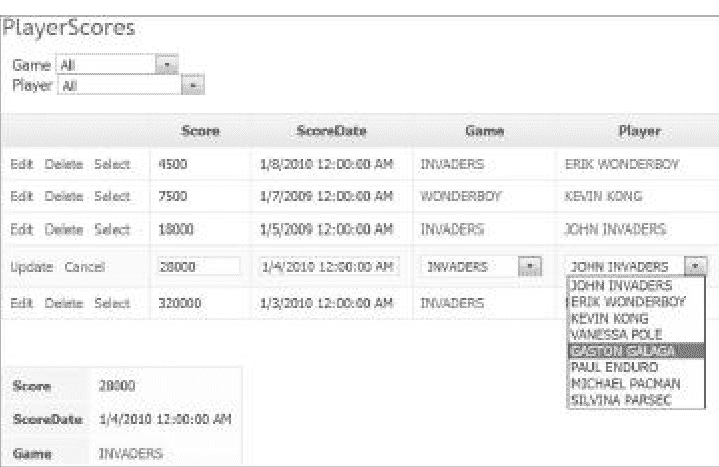 PlayerScores
Game All
Player All
Score ScoreDate Game Player
Edit Delete Select 4500 1/8/2010 12:00:00 AM INVADERS ERIK WONDERBOY
Edit Delete Select 7500 1/7/2009 12:00:00 AM WONDERBOY KEVIN KONG
Edit Delete Select 18000 1/5/2009 12:00:00 AM INVADERS JOHN INVADERS
Update Cancel 28000 1/4/2010 12:00:00 AM INVADERS JOHN INVADERS
Edit Delete Select 320000 1/3/2010 12:00:00 AM INVADERS
JOHN INVADERS
ERIK WONDERBOY
KEVIN KONG
VANESSA POLE
GASTON GALAGA
PAUL ENDURO
MICHAEL PACMAN
SILVINA PARSEC
Score 28000
ScoreDate 1/4/2010 12:00:00 AM
Game INVADERS